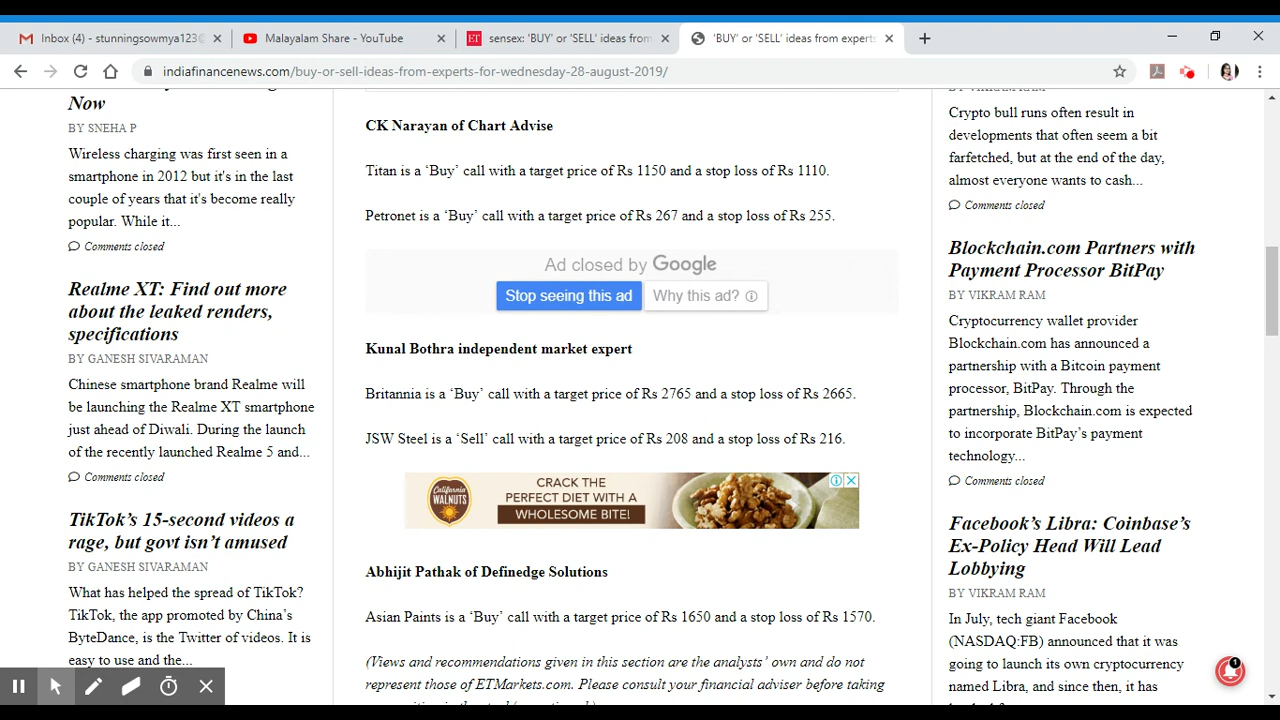 Inbox (4) - stunningsowmya123@
Malayalam Share - YouTube
ET sensex: 'BUY' or 'SELL' ideas from
'BUY' or 'SELL' ideas from experts
indiafinancenews.com/buy-or-sell-ideas-from-experts-for-wednesday-28-august-2019/
Now
BY SNEHA P
Wireless charging was first seen in a
smartphone in 2012 but it's in the last
couple of years that it's become really
popular. While it...
Comments closed
Realme XT: Find out more
about the leaked renders,
specifications
BY GANESH SIVARAMAN
Chinese smartphone brand Realme will
be launching the Realme XT smartphone
just ahead of Diwali. During the launch
of the recently launched Realme 5 and...
Comments closed
TikTok's 15-second videos a
rage, but govt isn't amused
BY GANESH SIVARAMAN
What has helped the spread of TikTok?
TikTok, the app promoted by China's
ByteDance, is the Twitter of videos. It is
easy to use and the...
CK Narayan of Chart Advise
Titan is a ‘Buy’ call with a target price of Rs 1150 and a stop loss of Rs 1110.
Petronet is a ‘Buy’ call with a target price of Rs 267 and a stop loss of Rs 255.
Ad closed by Google
Stop seeing this ad
Why this ad?
Kunal Bothra independent market expert
Britannia is a ‘Buy’ call with a target price of Rs 2765 and a stop loss of Rs 2665.
JSW Steel is a ‘Sell’ call with a target price of Rs 208 and a stop loss of Rs 216.
CALIFORNIA WALNUTS
CRACK THE
PERFECT DIET WITH A
WHOLESOME BITE!
Abhijit Pathak of Definedge Solutions
Asian Paints is a ‘Buy’ call with a target price of Rs 1650 and a stop loss of Rs 1570.
(Views and recommendations given in this section are the analysts’ own and do not
represent those of ETMarkets.com. Please consult your financial adviser before taking
BY VIKRAM RAM
Crypto bull runs often result in
developments that often seem a bit
farfetched, but at the end of the day,
almost everyone wants to cash...
Comments closed
Blockchain.com Partners with
Payment Processor BitPay
BY VIKRAM RAM
Cryptocurrency wallet provider
Blockchain.com has announced a
partnership with a Bitcoin payment
processor, BitPay. Through the
partnership, Blockchain.com is expected
to incorporate BitPay’s payment
technology...
Comments closed
Facebook’s Libra: Coinbase’s
Ex-Policy Head Will Lead
Lobbying
BY VIKRAM RAM
In July, tech giant Facebook
(NASDAQ:FB) announced that it was
going to launch its own cryptocurrency
named Libra, and since then, it has
1